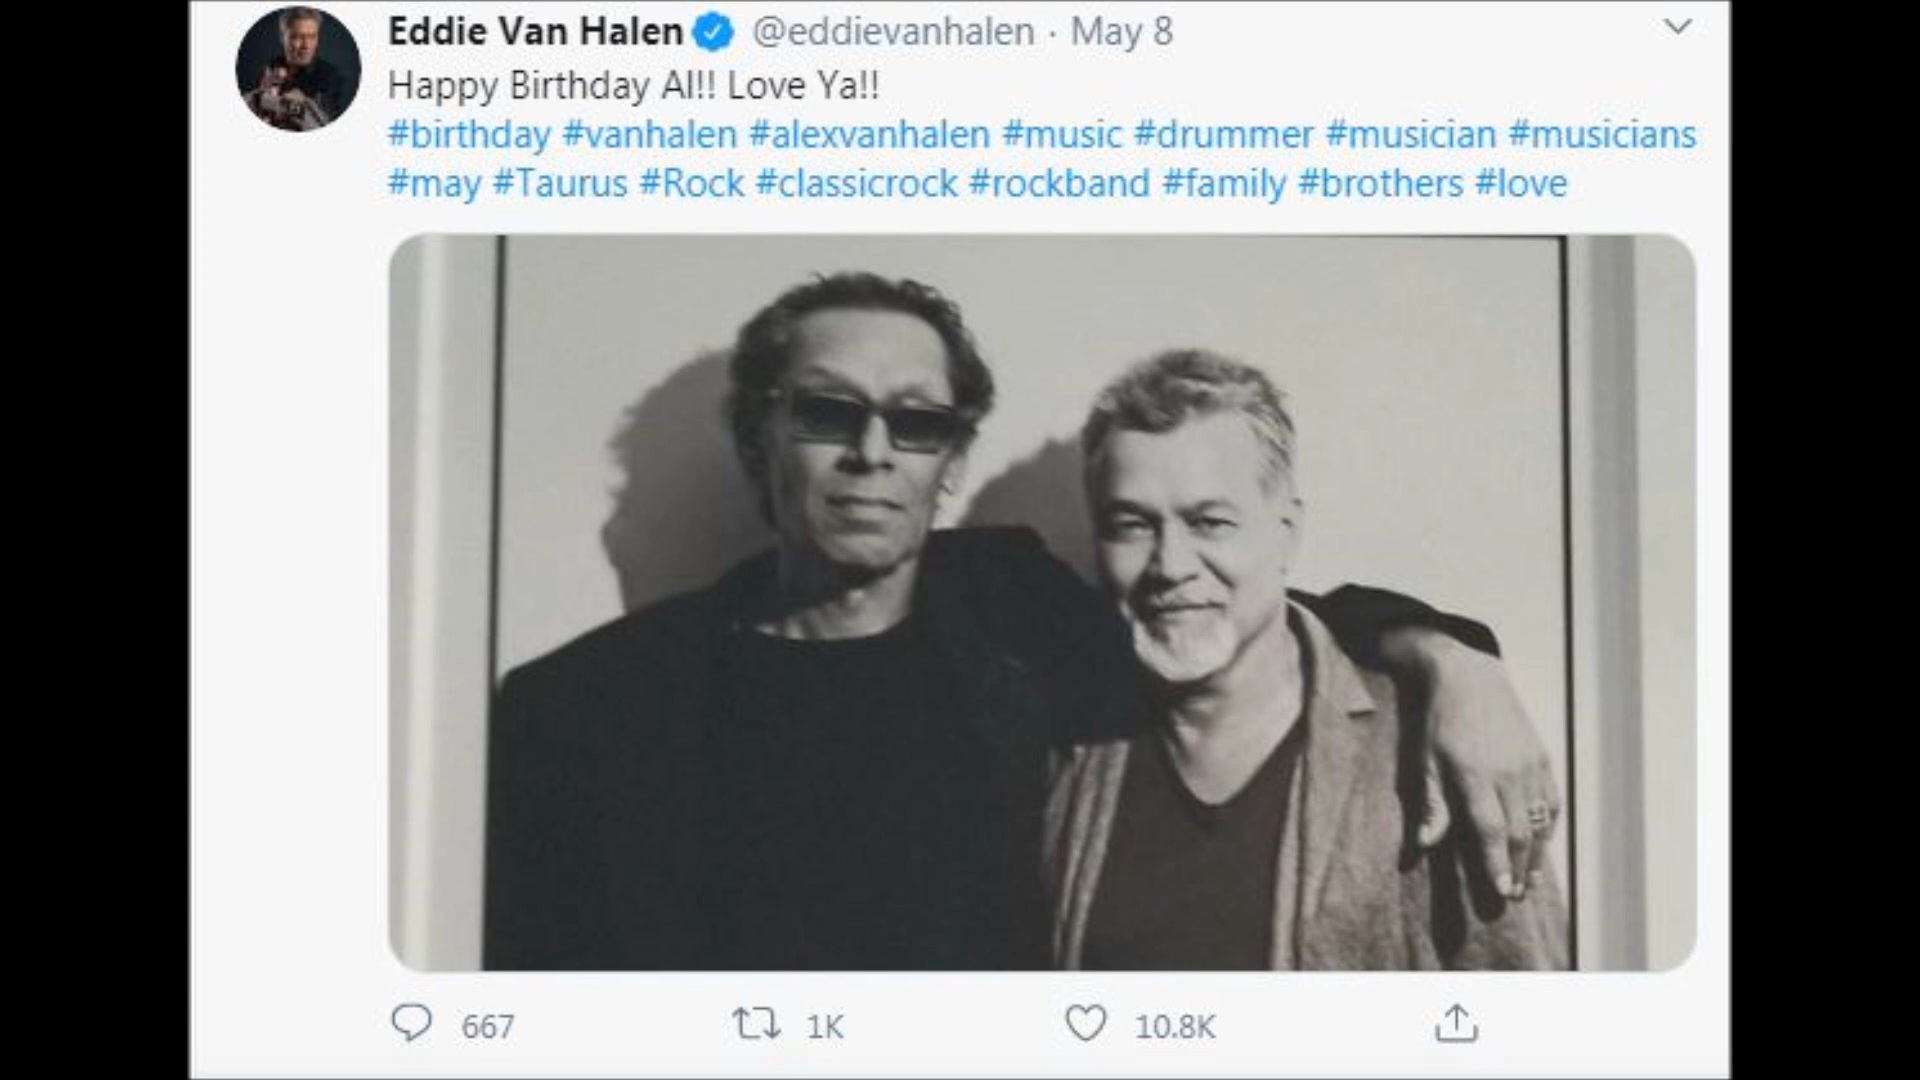 Eddie Van Halen @eddievanhalen · May 8
Happy Birthday Al!! Love Ya!!
#birthday #vanhalen #alexvanhalen #music #drummer #musician #musicians
#may #Taurus #Rock #classicrock #rockband #family #brothers #love
667 1K 10.8K